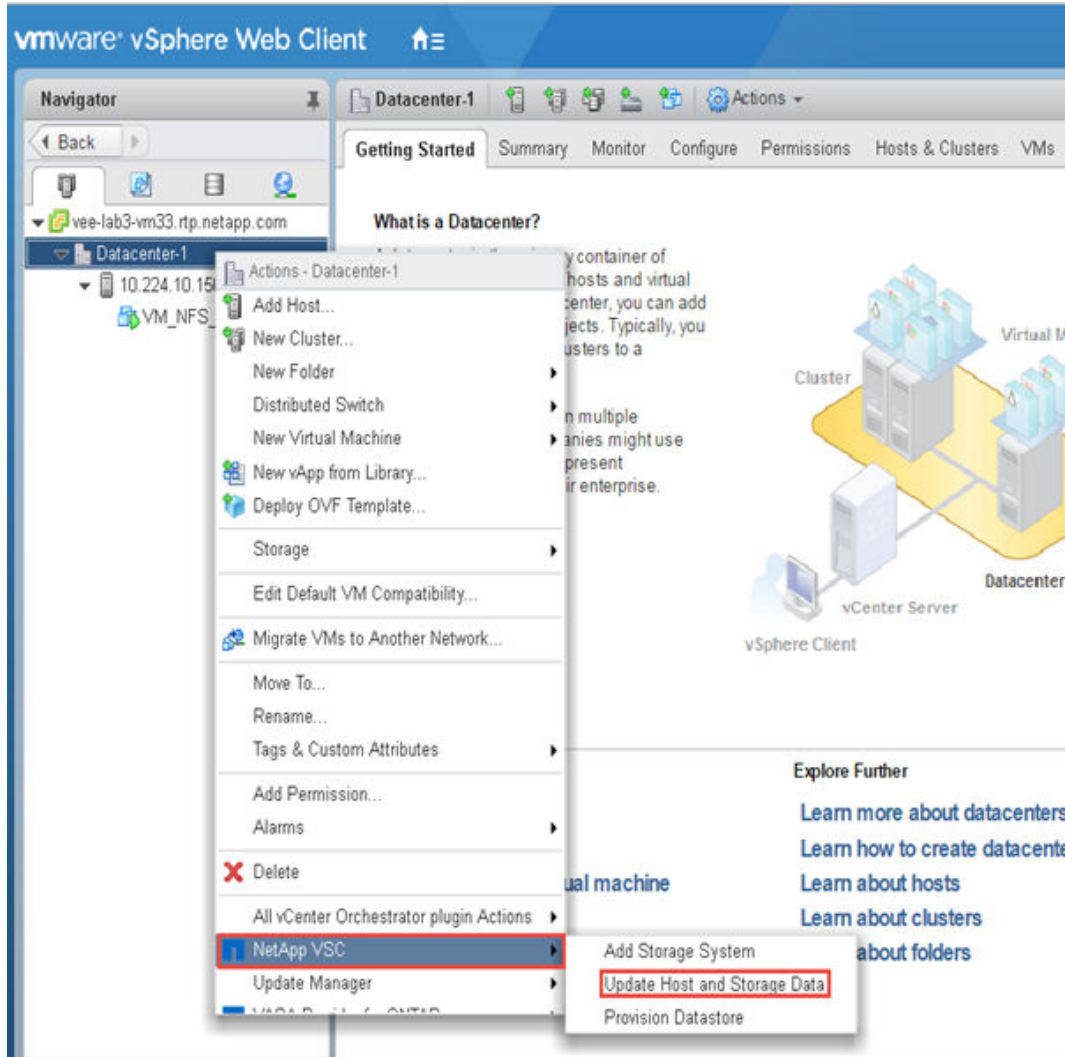 vmware® vSphere Web Client
Navigator
Back
vee-lab3-vm33.rtp.netapp.com
Datacenter-1
10.224.10.15
VM_NFS_
Datacenter-1
Actions
Getting Started Summary Monitor Configure Permissions Hosts & Clusters VMs
What is a Datacenter?
container of
hosts and virtual
center, you can add
jects. Typically, you
usters to a
n multiple
anies might use
present
ir enterprise.
Actions - Datacenter-1
Add Host...
New Cluster...
New Folder
Distributed Switch
New Virtual Machine
New vApp from Library...
Deploy OVF Template...
Storage
Edit Default VM Compatibility...
Migrate VMs to Another Network...
Move To...
Rename...
Tags & Custom Attributes
Add Permission...
Alarms
Delete
All vCenter Orchestrator plugin Actions
NetApp VSC
Update Manager
Add Storage System
Update Host and Storage Data
Provision Datastore
Cluster
Virtual M
Datacenter
vCenter Server
vSphere Client
ual machine
Explore Further
Learn more about datacenters
Learn how to create datacente
Learn about hosts
Learn about clusters
about folders